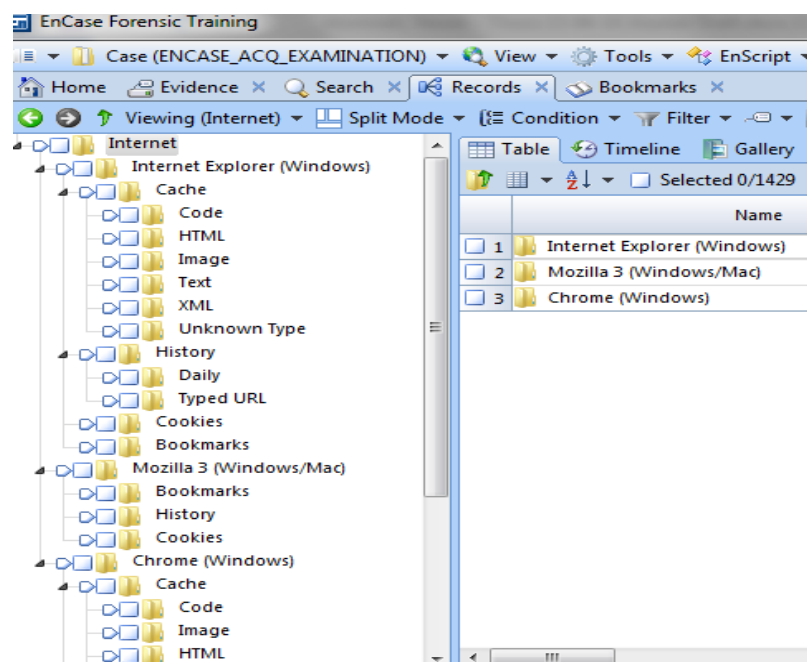 EnCase Forensic Training
Case (ENCASE_ACQ_EXAMINATION) View Tools EnScript
Home Evidence Search Records Bookmarks
Viewing (Internet) Split Mode Condition Filter
Internet
Internet Explorer (Windows)
Cache
Code
HTML
Image
Text
XML
Unknown Type
History
Daily
Typed URL
Cookies
Bookmarks
Mozilla 3 (Windows/Mac)
Bookmarks
History
Cookies
Chrome (Windows)
Cache
Code
Image
HTML
Table Timeline Gallery
Selected 0/1429
Name
1 Internet Explorer (Windows)
2 Mozilla 3 (Windows/Mac)
3 Chrome (Windows)